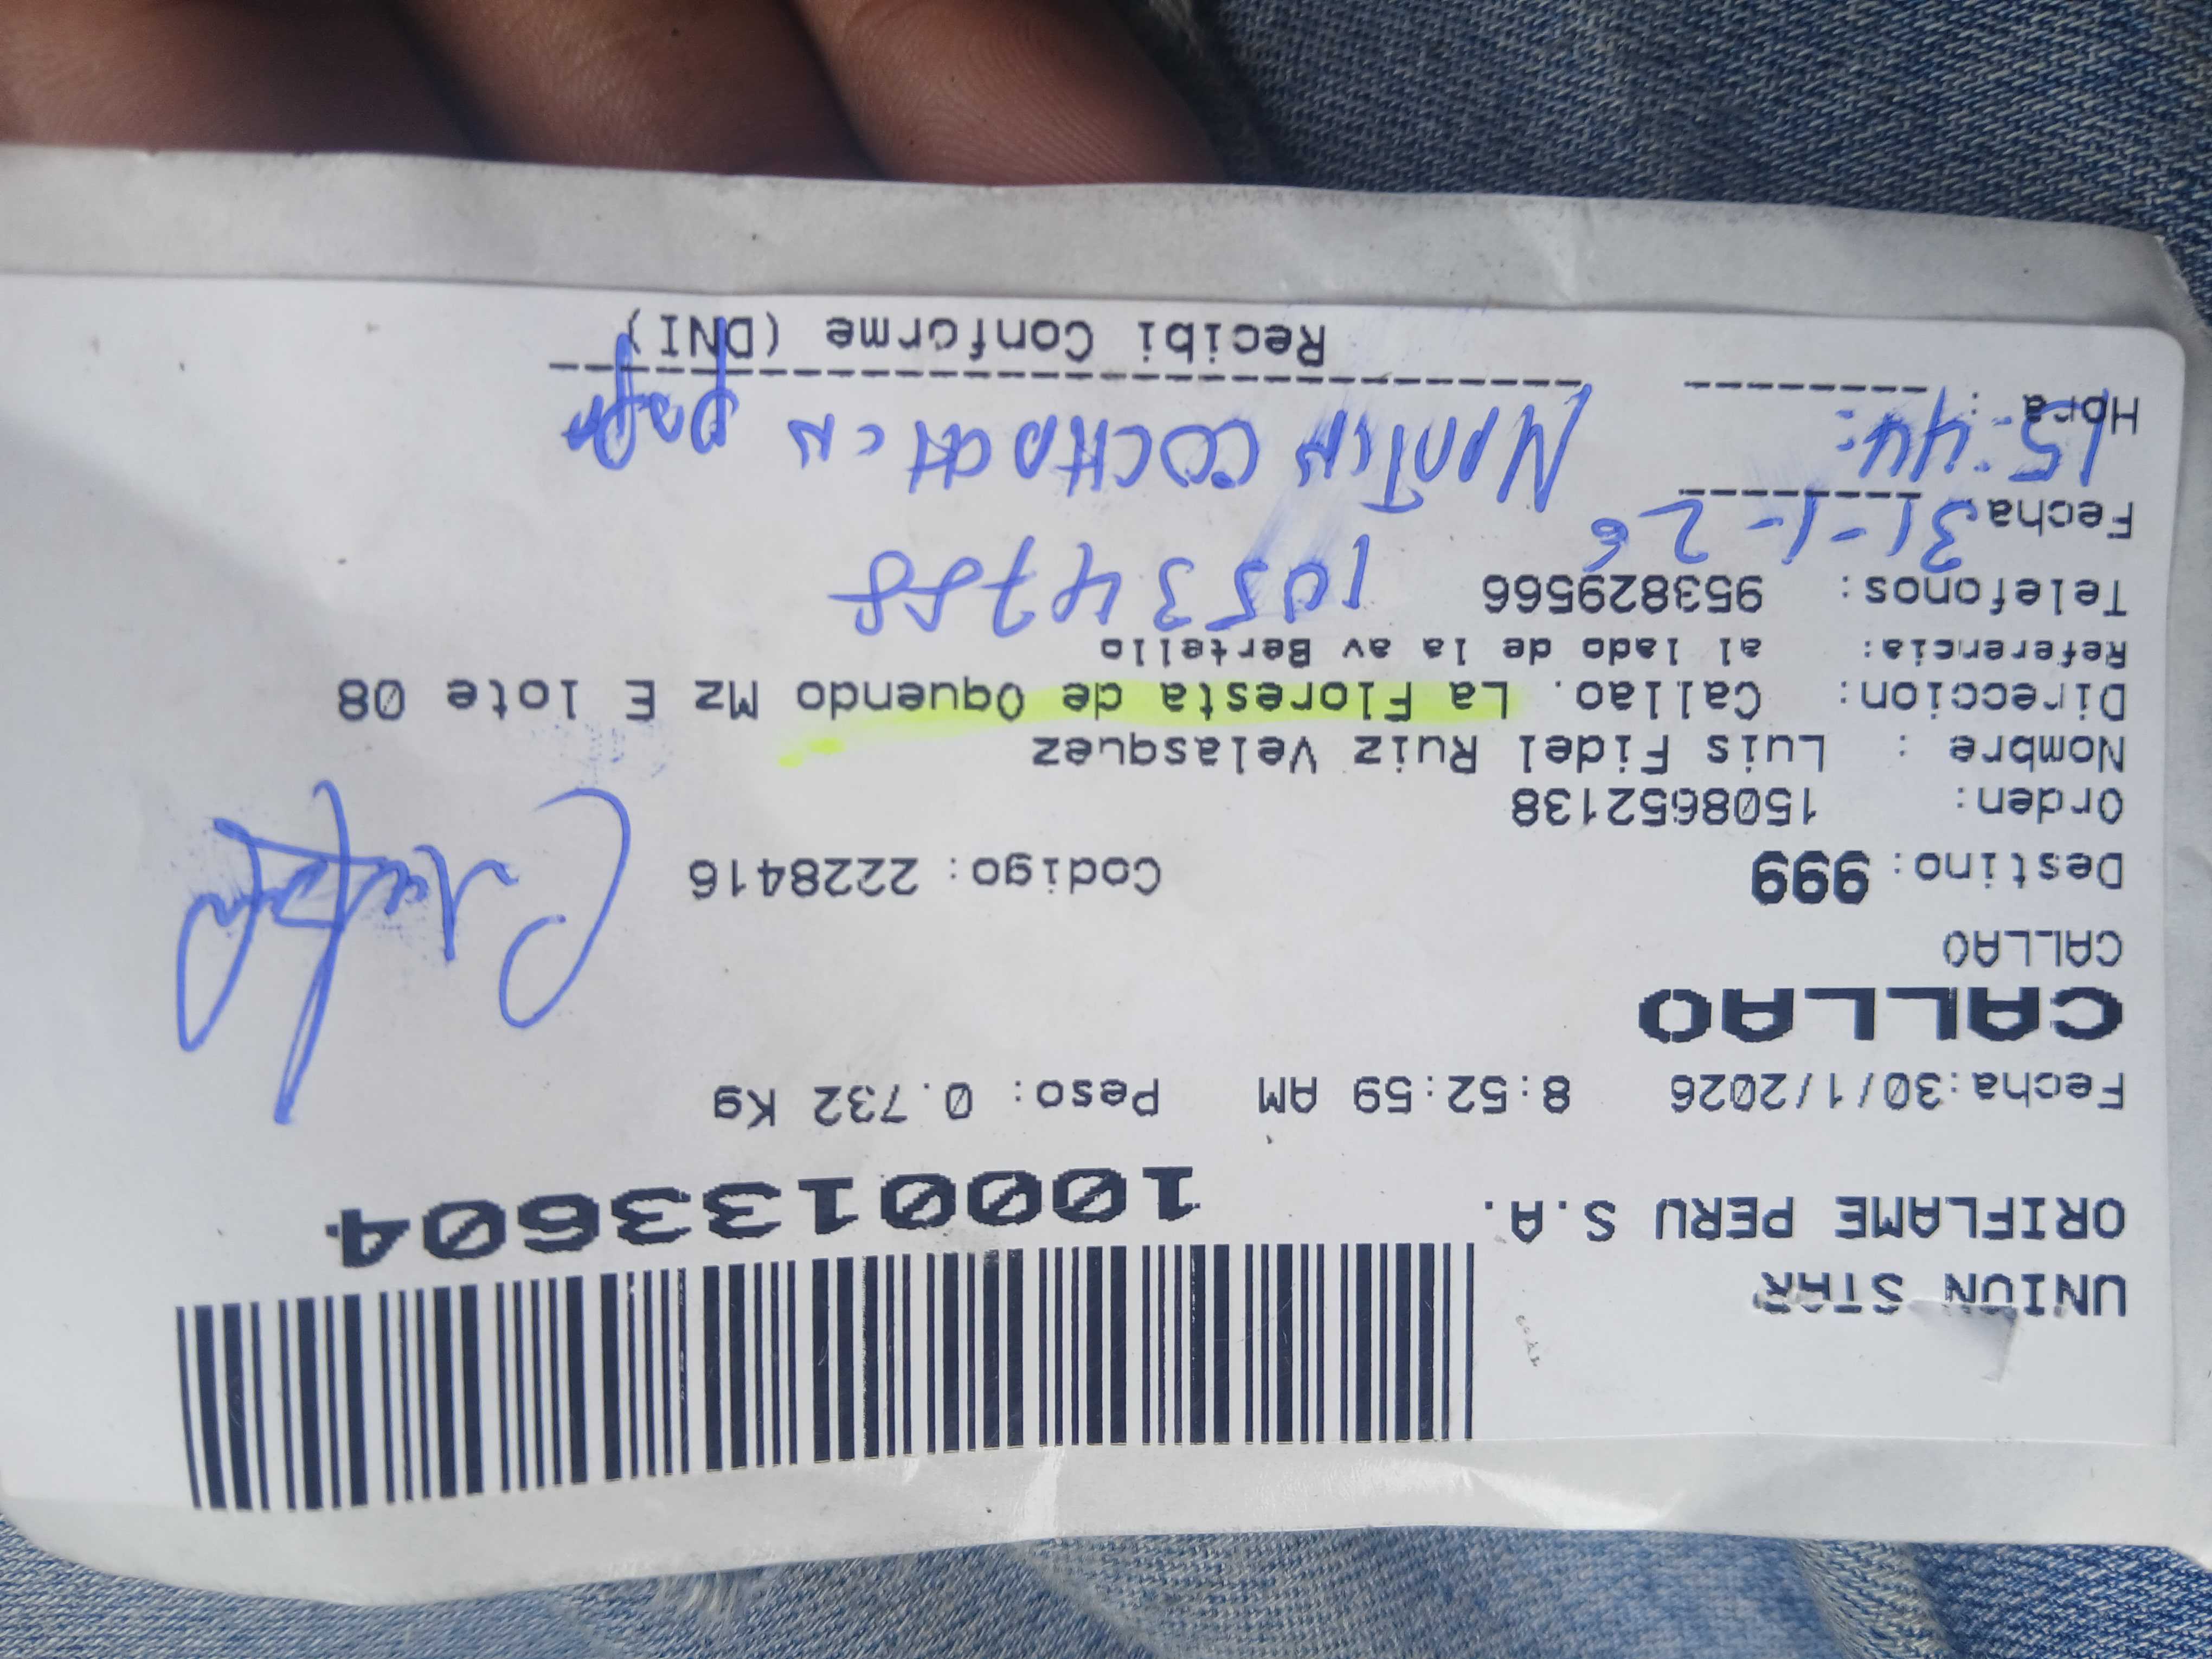 UNION STAR
ORIFLAME PERU S.A.
1000133604
Fecha:30/1/2026 8:52:59 AM Peso: 0.732 Kg
CALLAO
CALLAO
Destino: 999 Codigo: 2228416
Orden: 1508652138
Nombre : Luis Fidel Ruiz Velasquez
Direccion: Callao. La Floresta de Oquendo Mz E lote 08
Referencia: al lado de la av Bertello
Telefonos: 953829566
10534788
Fecha: 31-1-26
Hora : 15:44
Recibi Conforme (DNI)